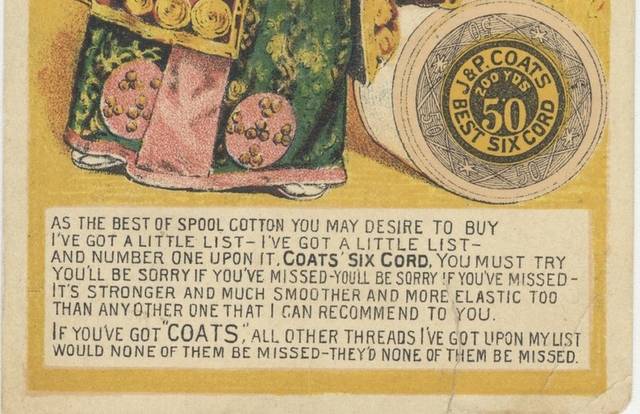 J. & P. COATS
200 YDS
50
BEST SIX CORD
50
50
50
50
AS THE BEST OF SPOOL COTTON YOU MAY DESIRE TO BUY
I'VE GOT A LITTLE LIST- I'VE GOT A LITTLE LIST-
AND NUMBER ONE UPON IT, COATS' SIX CORD, YOU MUST TRY
YOU'LL BE SORRY IF YOU'VE MISSED-YOU'LL BE SORRY IF YOU'VE MISSED-
IT'S STRONGER AND MUCH SMOOTHER AND MORE ELASTIC TOO
THAN ANY OTHER ONE THAT I CAN RECOMMEND TO YOU.
IF YOU'VE GOT "COATS," ALL OTHER THREADS I'VE GOT UPON MY LIST
WOULD NONE OF THEM BE MISSED-THEY'D NONE OF THEM BE MISSED.